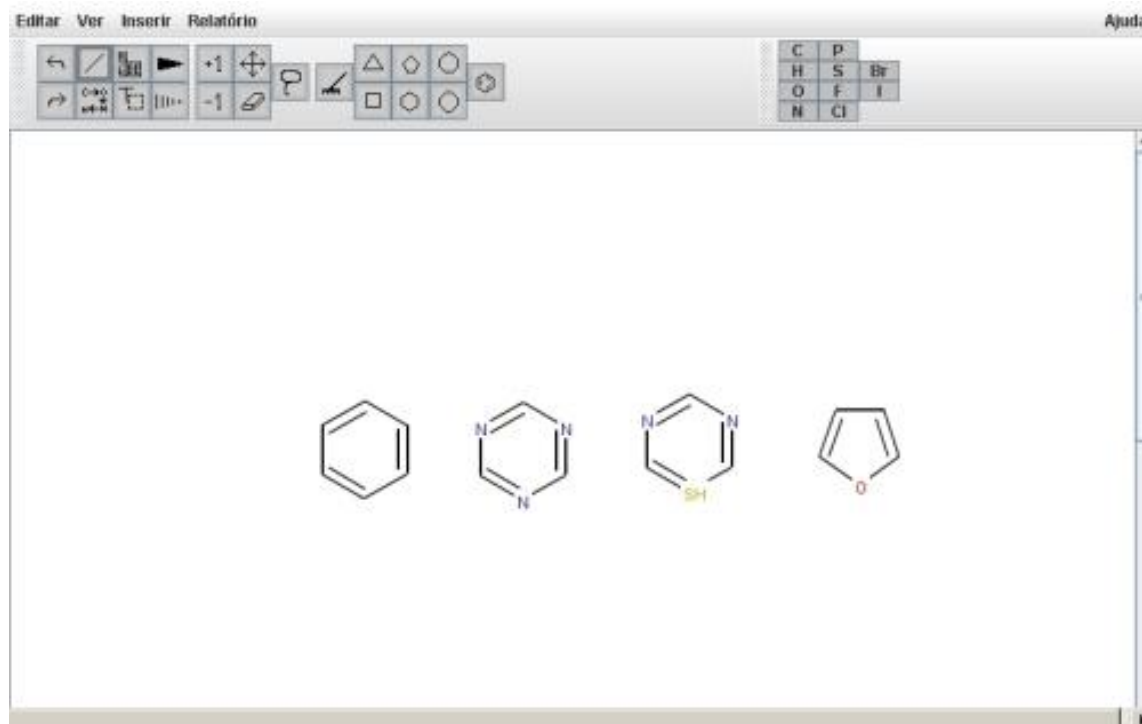 Editar Ver Inserir Relatório Ajuda
+1 C P
H S Br
-1 O F I
N Cl
N N N N
N SH O